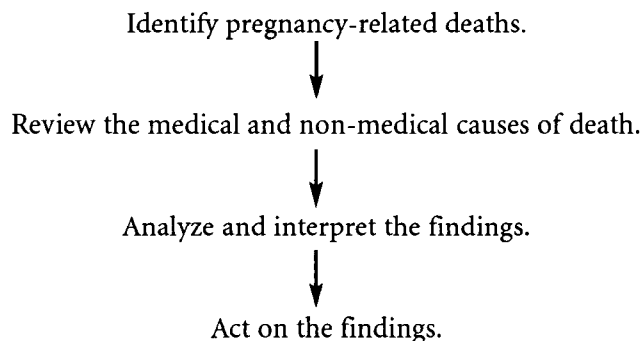 Identify pregnancy-related deaths.
Review the medical and non-medical causes of death.
Analyze and interpret the findings.
Act on the findings.